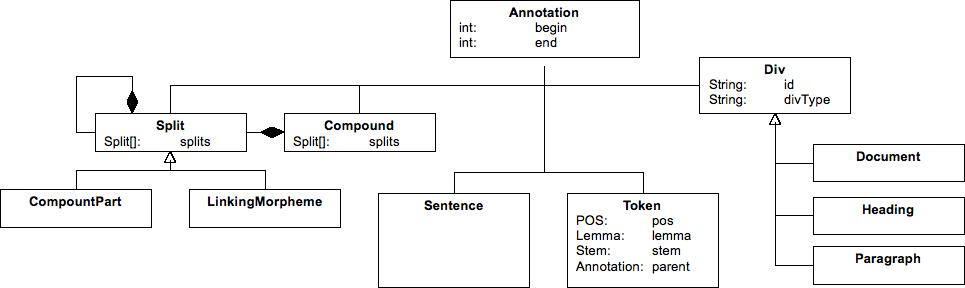 Annotation
int: begin
int: end
Div
String: id
String: divType
Split
Split[]: splits
Compound
Split[]: splits
CompountPart
LinkingMorpheme
Sentence
Token
POS: pos
Lemma: lemma
Stem: stem
Annotation: parent
Document
Heading
Paragraph